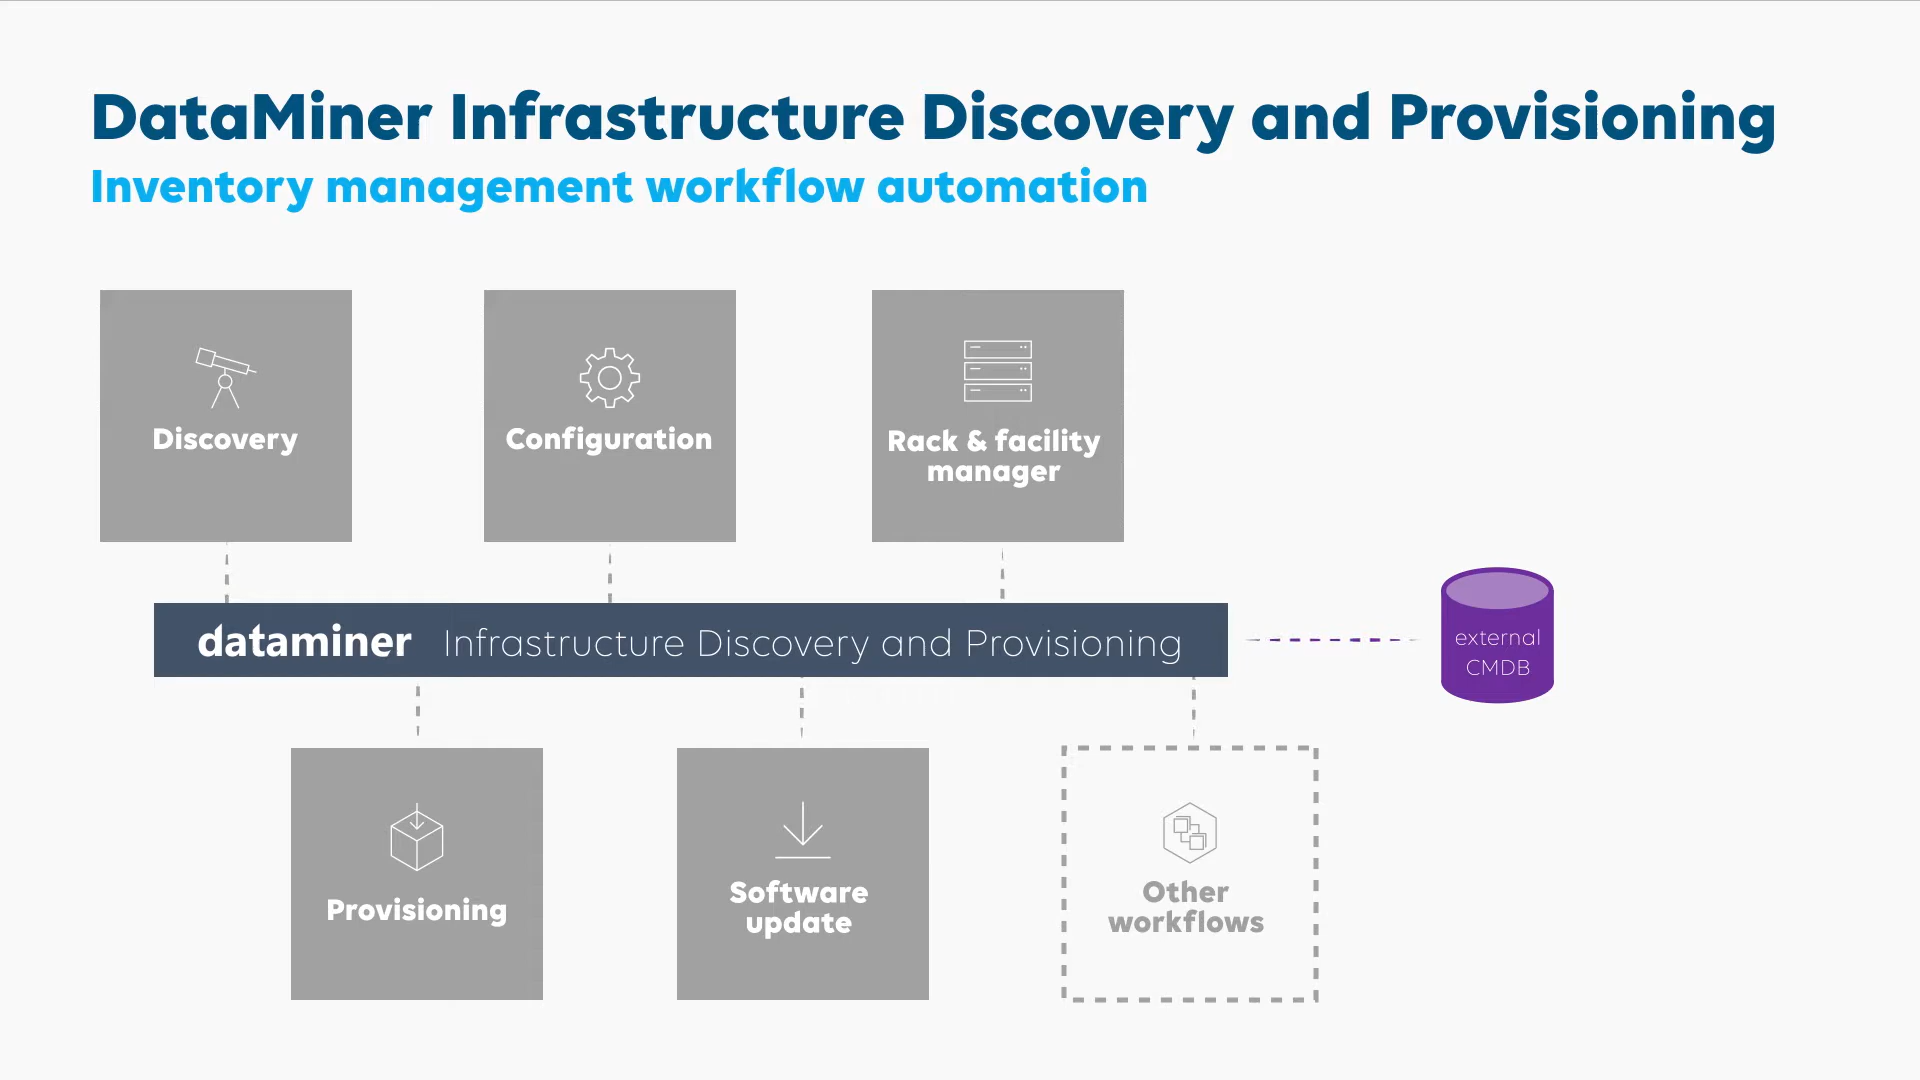 DataMiner Infrastructure Discovery and Provisioning
Inventory management workflow automation
Discovery
Configuration
Rack & facility
manager
dataminer Infrastructure Discovery and Provisioning
external
CMDB
Provisioning
Software
update
Other
workflows